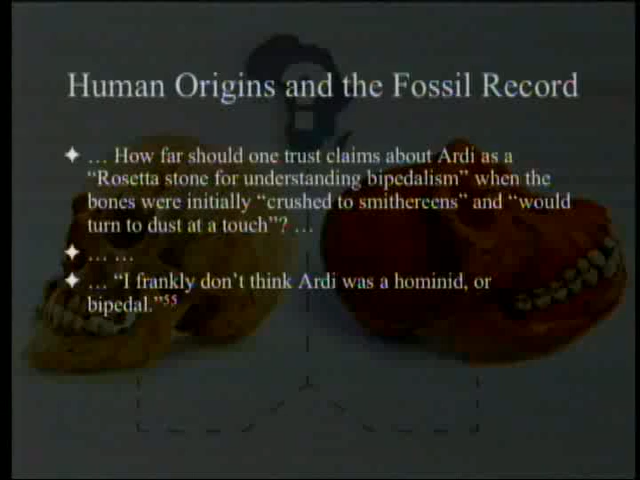 Human Origins and the Fossil Record
✦ … How far should one trust claims about Ardi as a
"Rosetta stone for understanding bipedalism" when the
bones were initially "crushed to smithereens" and "would
turn to dust at a touch"? …
✦ … …
✦ … "I frankly don't think Ardi was a hominid, or
bipedal."55